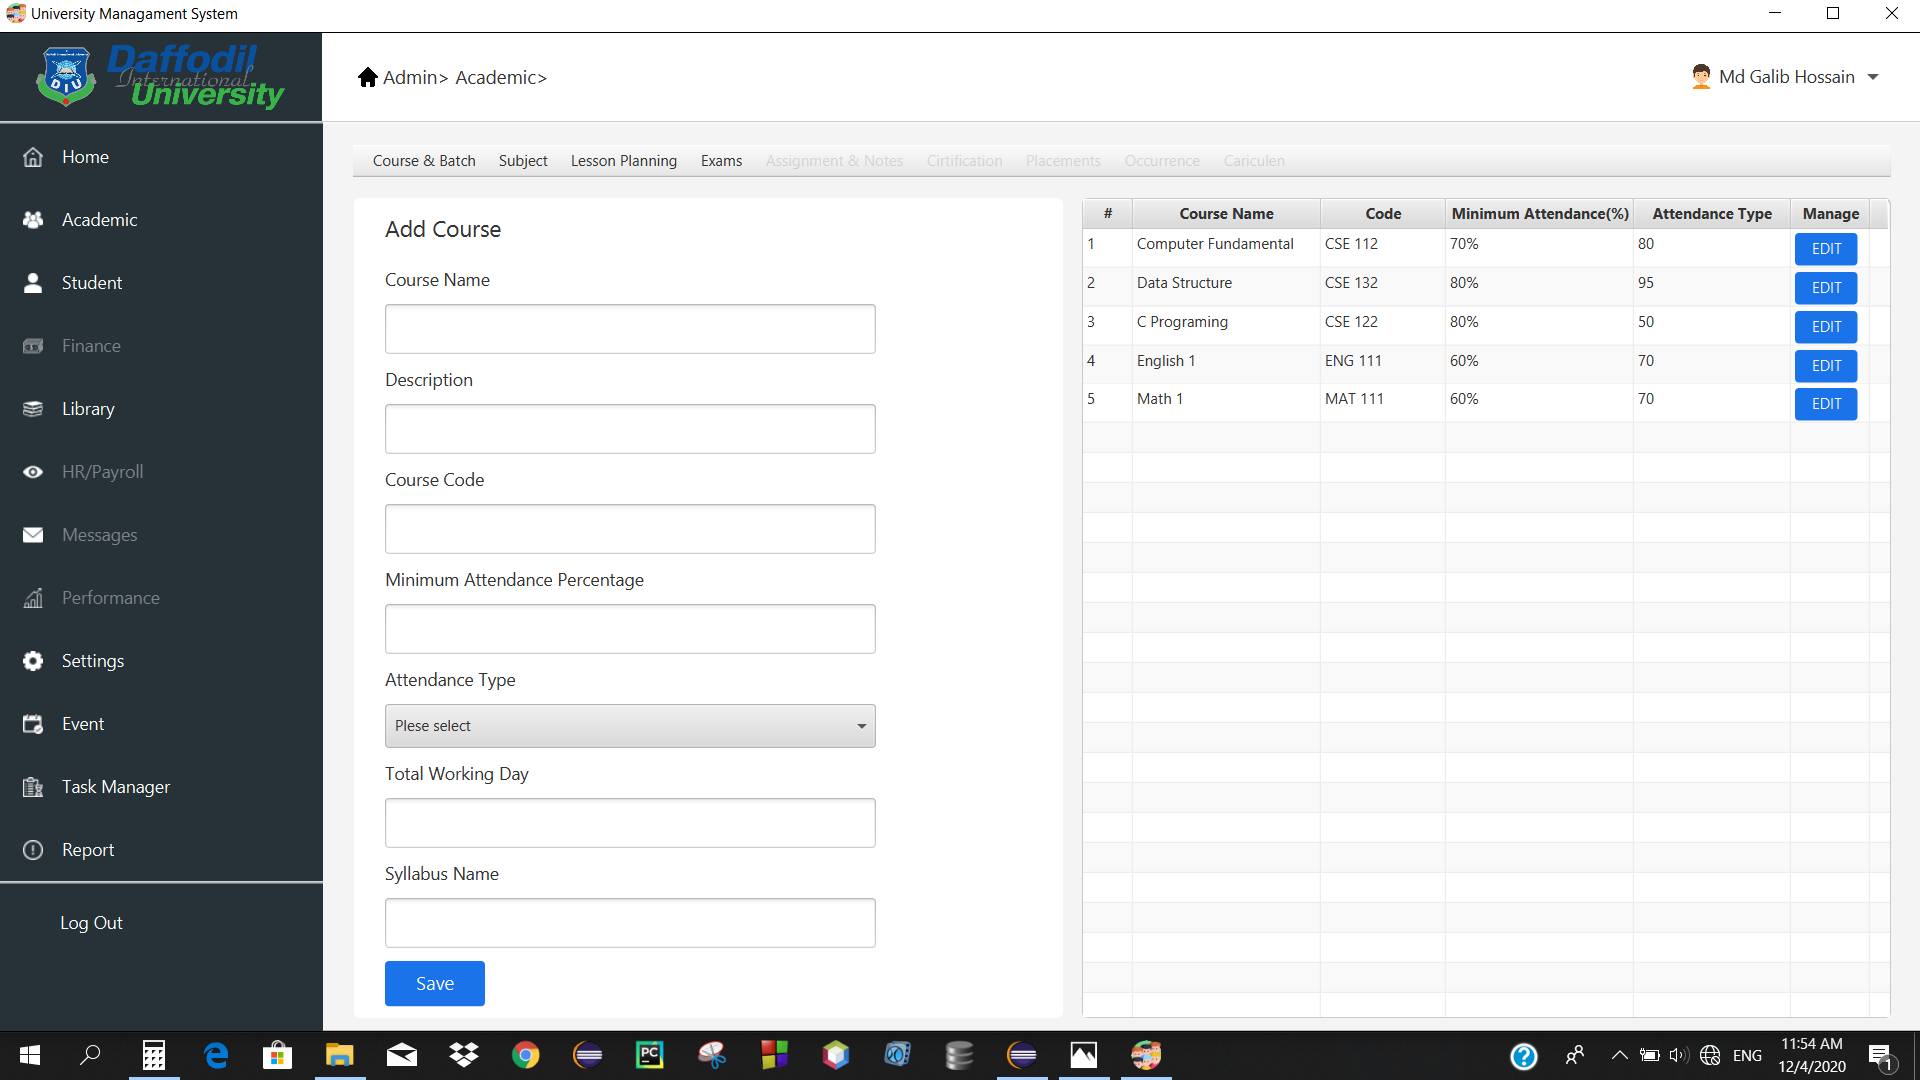 University Managament System
Daffodil
International
University
DIU
Admin> Academic>
Md Galib Hossain
Home
Academic
Student
Finance
Library
HR/Payroll
Messages
Performance
Settings
Event
Task Manager
Report
Log Out
Course & Batch Subject Lesson Planning Exams Assignment & Notes Cirtification Placements Occurrence Cariculen
Add Course
Course Name
Description
Course Code
Minimum Attendance Percentage
Attendance Type
Plese select
Total Working Day
Syllabus Name
Save
# Course Name Code Minimum Attendance(%) Attendance Type Manage
1 Computer Fundamental CSE 112 70% 80 EDIT
2 Data Structure CSE 132 80% 95 EDIT
3 C Programing CSE 122 80% 50 EDIT
4 English 1 ENG 111 60% 70 EDIT
5 Math 1 MAT 111 60% 70 EDIT
PC
ENG
11:54 AM
12/4/2020
1